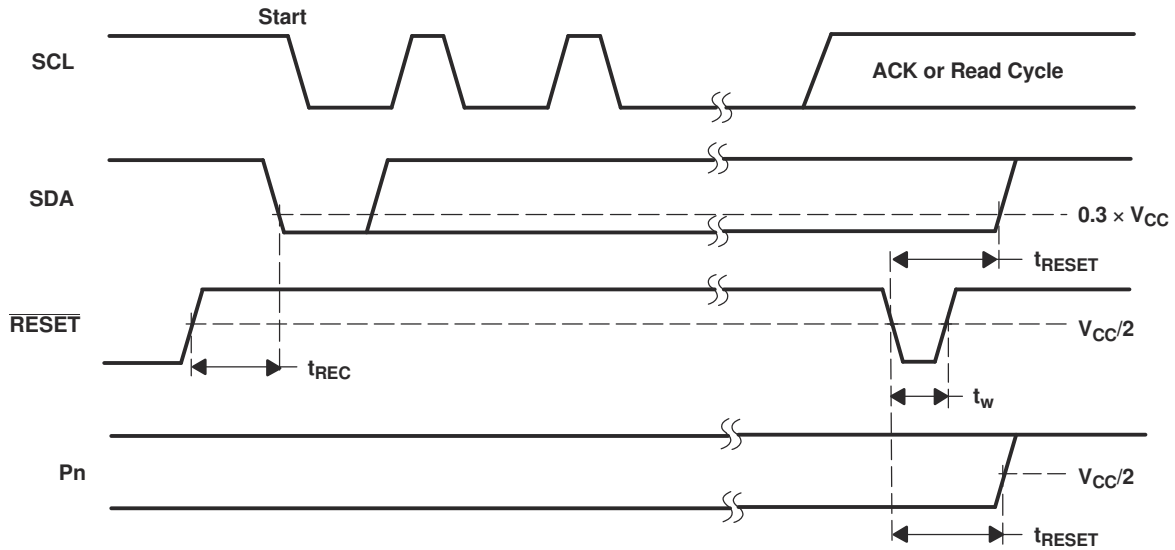 Start
SCL
ACK or Read Cycle
SDA
0.3 × VCC
tRESET
RESET
VCC/2
tREC
tw
Pn
VCC/2
tRESET